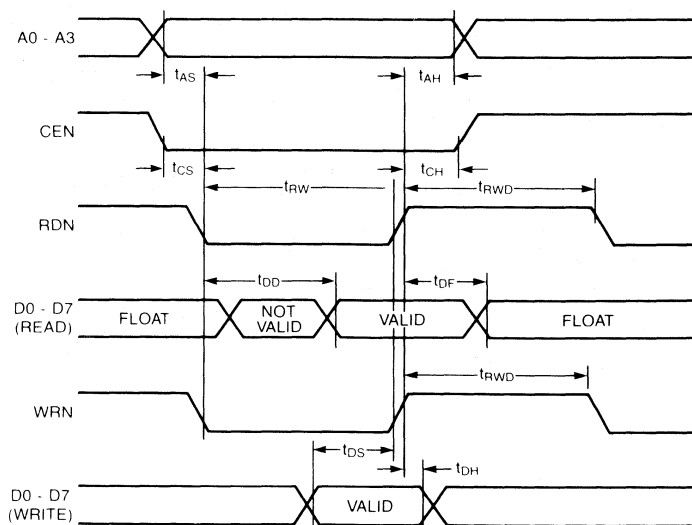 A0 - A3
tAS
tAH
CEN
tCS
tCH
tRW
tRWD
RDN
tDD
tDF
D0 - D7
(READ)
FLOAT
NOT
VALID
VALID
FLOAT
tRWD
WRN
tDS
tDH
D0 - D7
(WRITE)
VALID